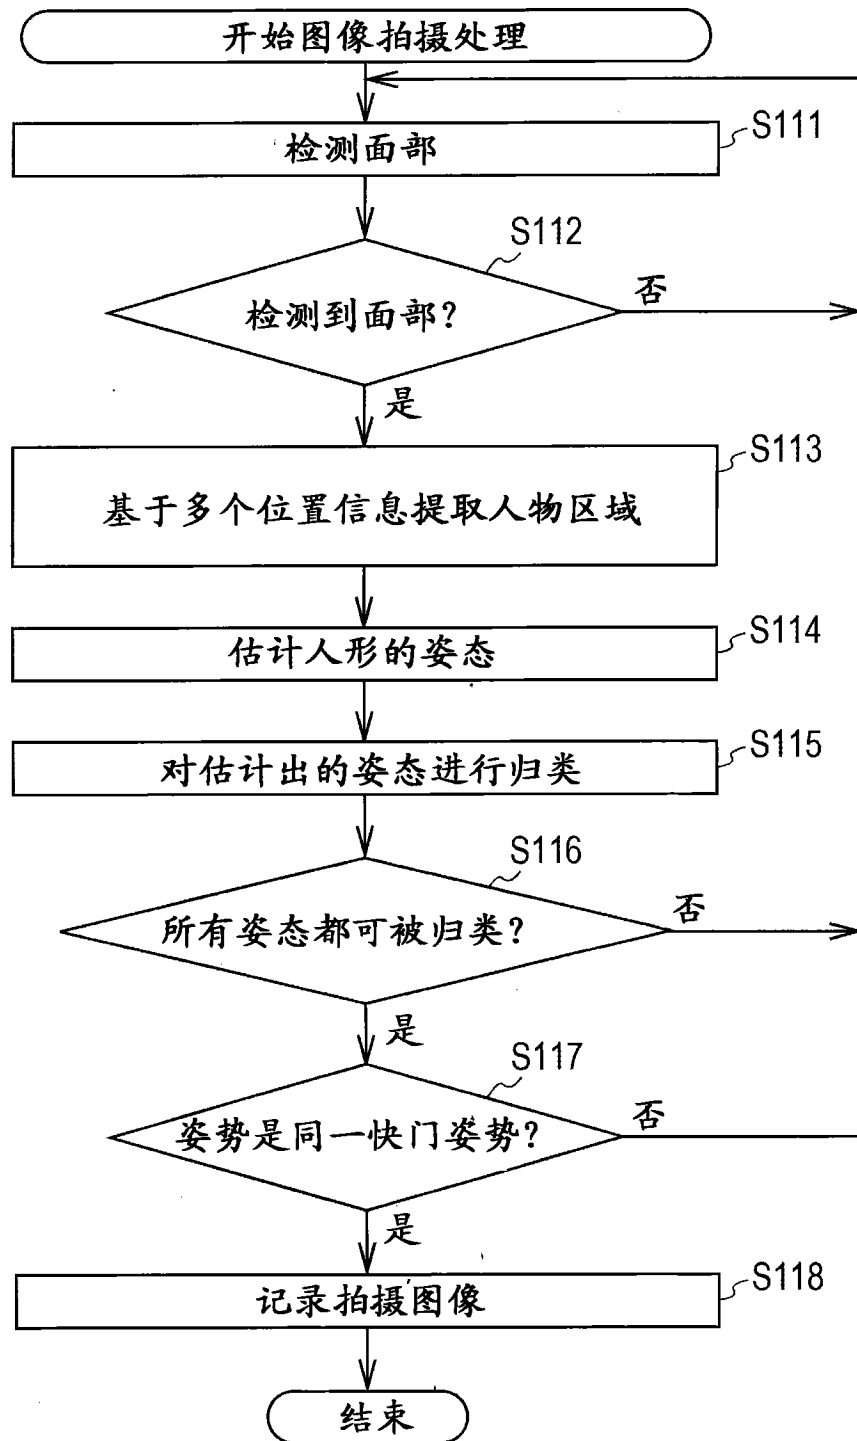 开始图像拍摄处理
S111
检测面部
S112
检测到面部?
否
是
S113
基于多个位置信息提取人物区域
S114
估计人形的姿态
S115
对估计出的姿态进行归类
S116
所有姿态都可被归类?
否
是
S117
姿势是同一快门姿势?
否
是
S118
记录拍摄图像
结束